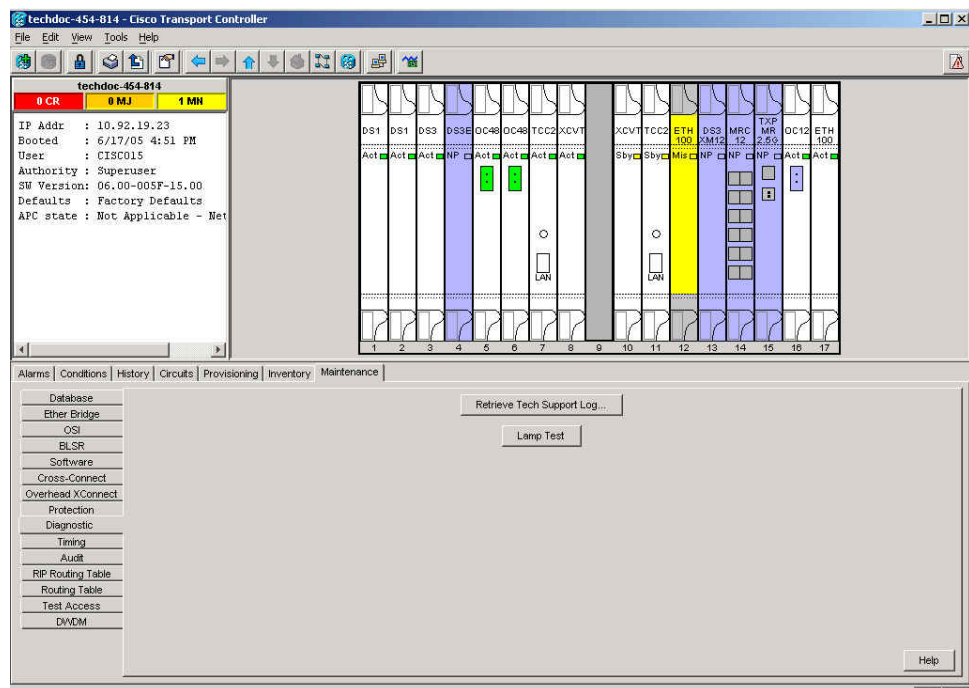 techdoc-454-814 - Cisco Transport Controller
File Edit View Tools Help
techdoc-454-814
0 CR 0 MJ 1 MN
IP Addr : 10.92.19.23
Booted : 6/17/05 4:51 PM
User : CISCO15
Authority : Superuser
SW Version: 06.00-005F-15.00
Defaults : Factory Defaults
APC state : Not Applicable - Net
DS1 DS1 DS3 DS3E OC48 OC48 TCC2 XCVT XCVT TCC2 ETH 100 DS3 XM12 MRC 12 TXP MR 2.5G OC12 ETH 100
Act Act Act NP Act Act Act Act Sby Sby Mis NP NP NP Act Act
LAN LAN
1 2 3 4 5 6 7 8 9 10 11 12 13 14 15 16 17
Alarms Conditions History Circuits Provisioning Inventory Maintenance
Database
Ether Bridge
OSI
BLSR
Software
Cross-Connect
Overhead XConnect
Protection
Diagnostic
Timing
Audit
RIP Routing Table
Routing Table
Test Access
DWDM
Retrieve Tech Support Log...
Lamp Test
Help